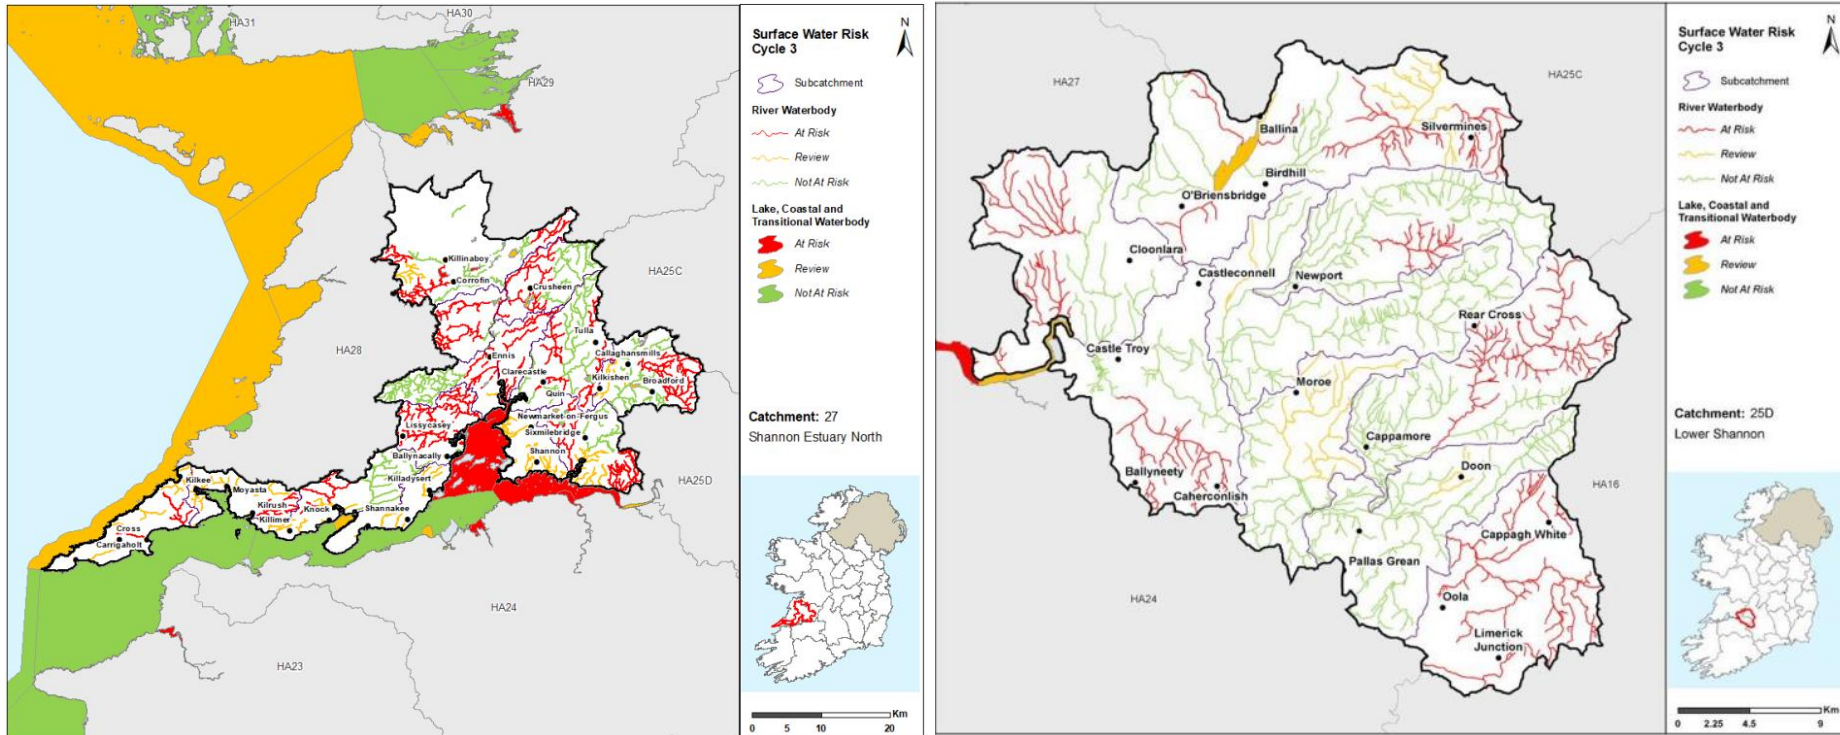 HA31
HA30
HA29
HA28
HA25C
HA25D
HA24
HA23
Killinaboy
Corrofin
Crusheen
Tulla
Ennis
Callaghansmills
Clarecastle
Kilkishen
Broadford
Quin
Newmarket-on-Fergus
Lissycasey
Sixmilebridge
Ballynacally
Shannon
Kilkee
Moyasta
Killadysert
Kilrush
Knock
Shannakee
Killimer
Cross
Carrigaholt
Surface Water Risk
Cycle 3
N
Subcatchment
River Waterbody
At Risk
Review
Not At Risk
Lake, Coastal and
Transitional Waterbody
At Risk
Review
Not At Risk
Catchment: 27
Shannon Estuary North
Km
0 5 10 20
HA27
HA25C
HA16
HA24
Ballina
Silvermines
Birdhill
O'Briensbridge
Cloonlara
Castleconnell
Newport
Rear Cross
Castle Troy
Moroe
Cappamore
Ballyneety
Doon
Caherconlish
Cappagh White
Pallas Grean
Oola
Limerick
Junction
Surface Water Risk
Cycle 3
N
Subcatchment
River Waterbody
At Risk
Review
Not At Risk
Lake, Coastal and
Transitional Waterbody
At Risk
Review
Not At Risk
Catchment: 25D
Lower Shannon
Km
0 2.25 4.5 9